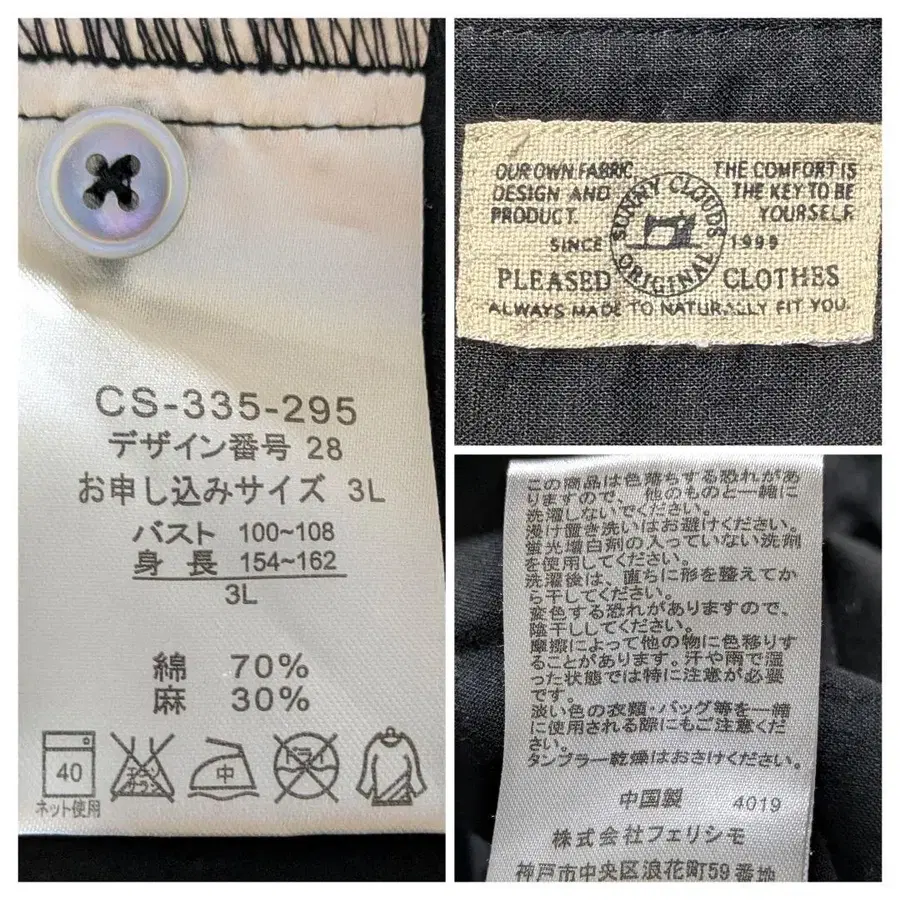 CS-335-295
デザイン番号 28
お申し込みサイズ 3L
バスト 100~108
身長 154~162
3L
綿 70%
麻 30%
40
ネット使用
エンソサラシ
中
ドライ
OUR OWN FABRIC,
DESIGN AND
PRODUCT.
THE COMFORT IS
THE KEY TO BE
YOURSELF.
SUNNY CLOUDS
ORIGINAL
SINCE 1999
PLEASED CLOTHES
ALWAYS MADE TO NATURALLY FIT YOU.
この商品は色落ちする恐れがあ
りますので、他のものと一緒に
洗濯しないでください。
浸け置き洗いはお避けください。
蛍光増白剤の入っていない洗剤
を使用してください。
洗濯後は、直ちに形を整えてか
ら干してください。
変色する恐れがありますので、
陰干ししてください。
摩擦によって他の物に色移りす
ることがあります。汗や雨で湿
った状態では特に注意が必要
です。
淡い色の衣類・バッグ等を一緒
に使用される際にもご注意くだ
さい。
タンブラー乾燥はおさけください。
中国製 4019
株式会社フェリシモ
神戸市中央区浪花町59番地